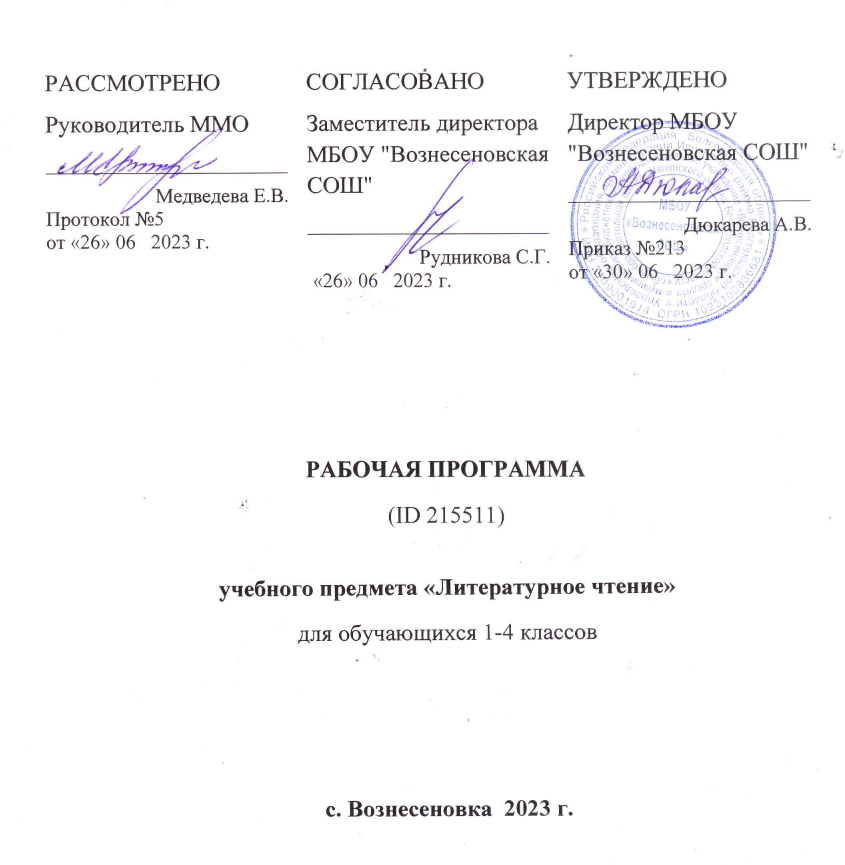 РАССМОТРЕНО
Руководитель ММО
Медведева Е.В.
Протокол №5
от «26» 06 2023 г.
СОГЛАСОВАНО
Заместитель директора
МБОУ "Вознесеновская
СОШ"
Рудникова С.Г.
«26» 06 2023 г.
УТВЕРЖДЕНО
Директор МБОУ
"Вознесеновская СОШ"
Дюкарева А.В.
Приказ №213
от «30» 06 2023 г.
МБОУ
РАБОЧАЯ ПРОГРАММА
(ID 215511)
учебного предмета «Литературное чтение»
для обучающихся 1-4 классов
с. Вознесеновка 2023 г.